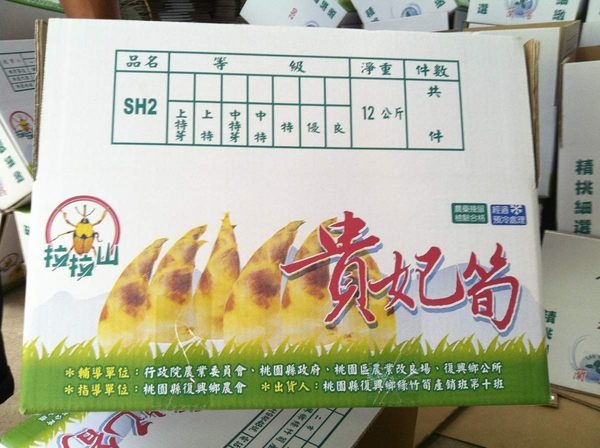 品名 等級 淨重 件數
SH2 上特芽 上特 中特芽 中特 特 優 良 12公斤 共 件
農藥殘留檢驗合格
經過預冷處理
拉拉山
貴妃筍
＊輔導單位：行政院農業委員會、桃園縣政府、桃園區農業改良場、復興鄉公所
＊指導單位：桃園縣復興鄉農會 ＊出貨人：桃園縣復興鄉綠竹筍產銷班第十班
精挑細選
細選